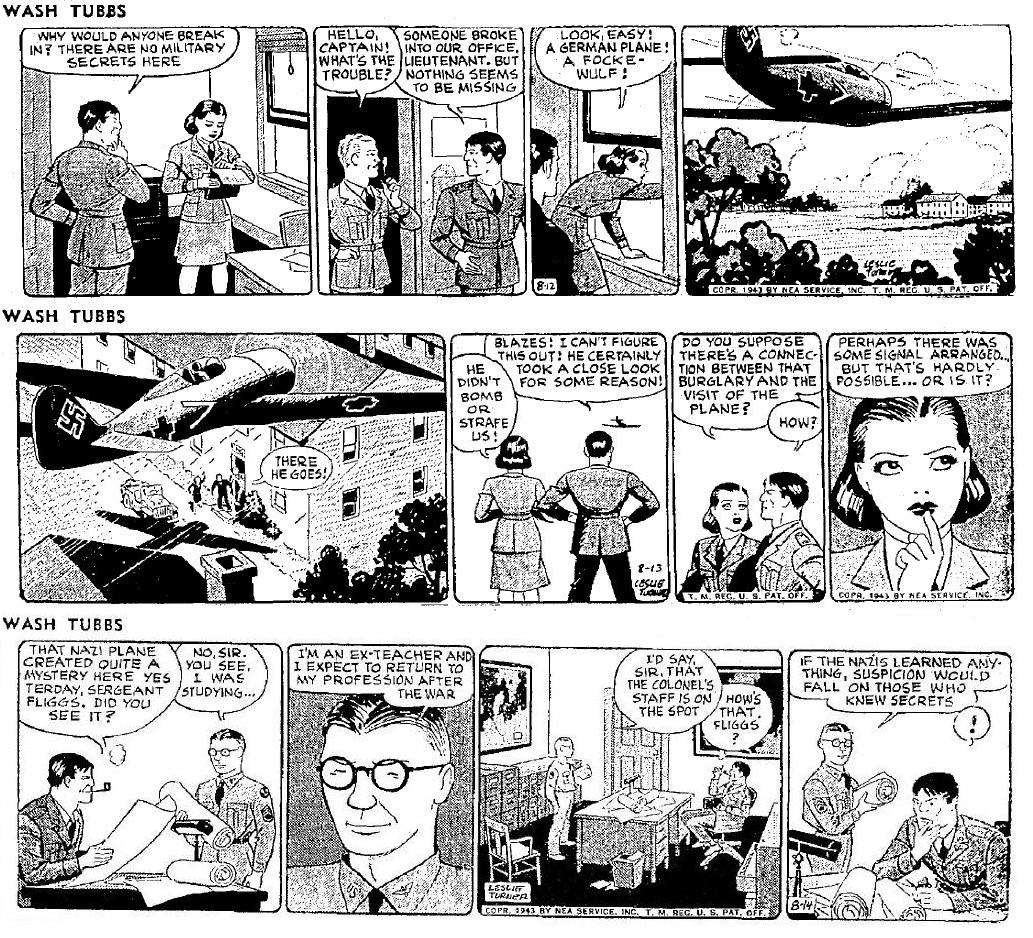 WASH TUBBS
WHY WOULD ANYONE BREAK
IN? THERE ARE NO MILITARY
SECRETS HERE
HELLO,
CAPTAIN!
WHAT'S THE
TROUBLE?
SOMEONE BROKE
INTO OUR OFFICE,
LIEUTENANT. BUT
NOTHING SEEMS
TO BE MISSING
LOOK, EASY!
A GERMAN PLANE!
A FOCKE-
WULF!
8-12
LESLIE
TURNER
COPR. 1943 BY NEA SERVICE, INC. T. M. REG. U. S. PAT. OFF.
WASH TUBBS
THERE
HE GOES!
HE
DIDN'T
BOMB
OR
STRAFE
US!
BLAZES! I CAN'T FIGURE
THIS OUT! HE CERTAINLY
TOOK A CLOSE LOOK
FOR SOME REASON!
8-13
LESLIE
TURNER
DO YOU SUPPOSE
THERE'S A CONNEC-
TION BETWEEN THAT
BURGLARY AND THE
VISIT OF THE
PLANE?
HOW?
T. M. REG. U. S. PAT. OFF.
PERHAPS THERE WAS
SOME SIGNAL ARRANGED...
BUT THAT'S HARDLY
POSSIBLE... OR IS IT?
COPR. 1943 BY NEA SERVICE, INC.
WASH TUBBS
THAT NAZI PLANE
CREATED QUITE A
MYSTERY HERE YES
TERDAY, SERGEANT
FLIGGS. DID YOU
SEE IT?
NO, SIR.
YOU SEE,
I WAS
STUDYING...
I'M AN EX-TEACHER AND
I EXPECT TO RETURN TO
MY PROFESSION AFTER
THE WAR
I'D SAY,
SIR, THAT
THE COLONEL'S
STAFF IS ON
THE SPOT
HOW'S
THAT,
FLIGGS
?
LESLIE
TURNER
COPR. 1943 BY NEA SERVICE, INC. T. M. REG. U. S. PAT. OFF.
IF THE NAZIS LEARNED ANY-
THING, SUSPICION WOULD
FALL ON THOSE WHO
KNEW SECRETS
!
8-14